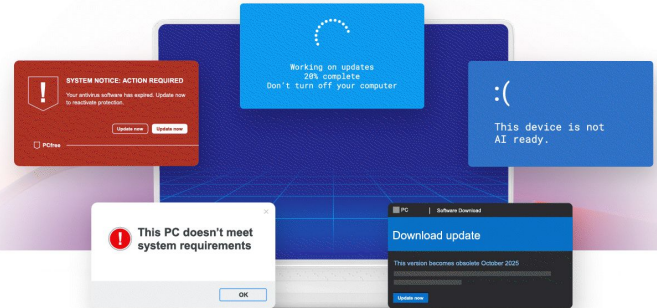 SYSTEM NOTICE: ACTION REQUIRED
Your antivirus software has expired. Update now
to reactivate protection.
Update now
Update now
PCfree
Working on updates
20% complete
Don't turn off your computer
:(
This device is not
AI ready.
×
This PC doesn't meet
system requirements
OK
PC | Software Download
Download update
This version becomes obsolete October 2025
Update now